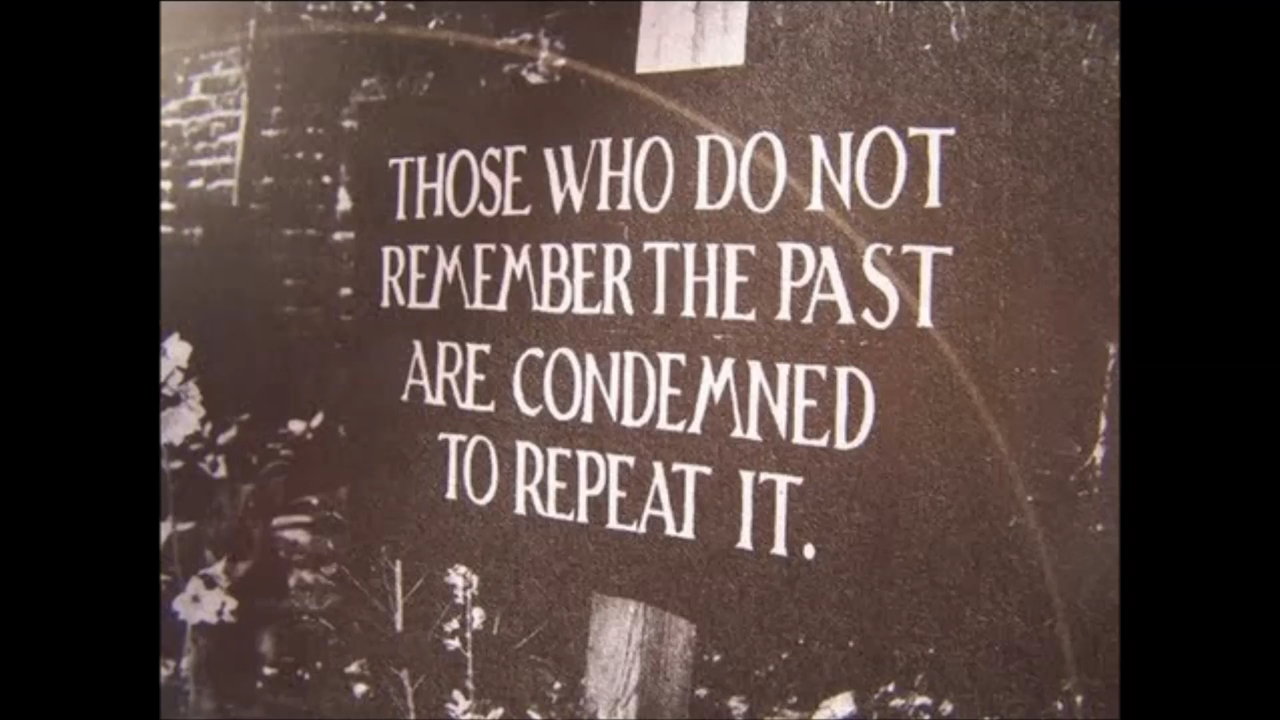 THOSE WHO DO NOT
REMEMBER THE PAST
ARE CONDEMNED
TO REPEAT IT.